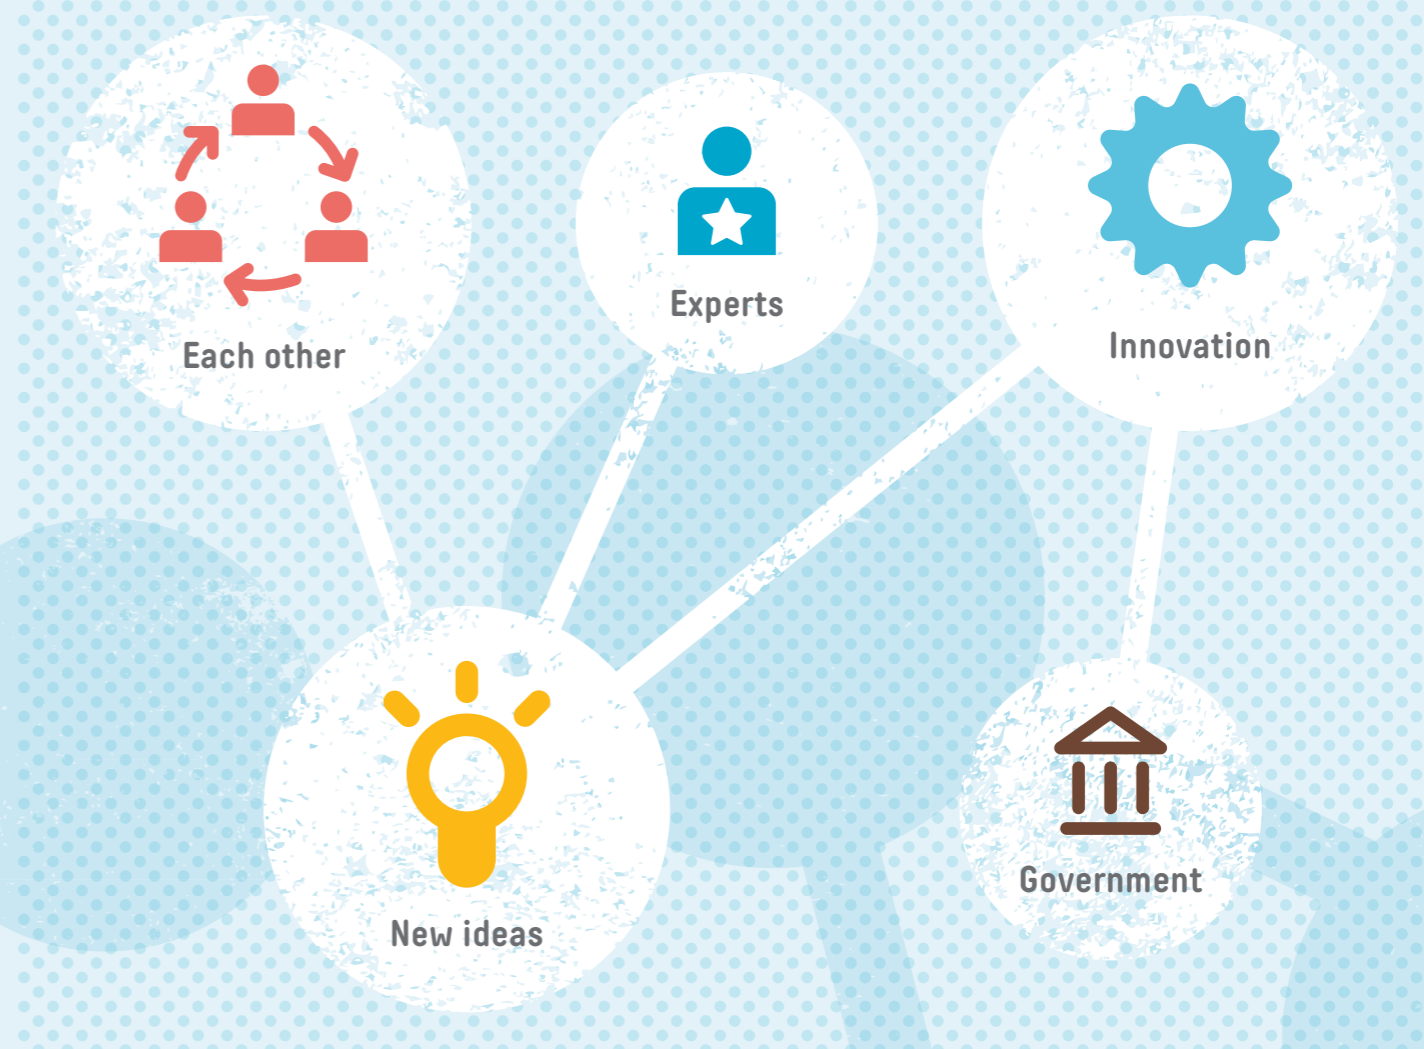 Each other
Experts
Innovation
New ideas
Government